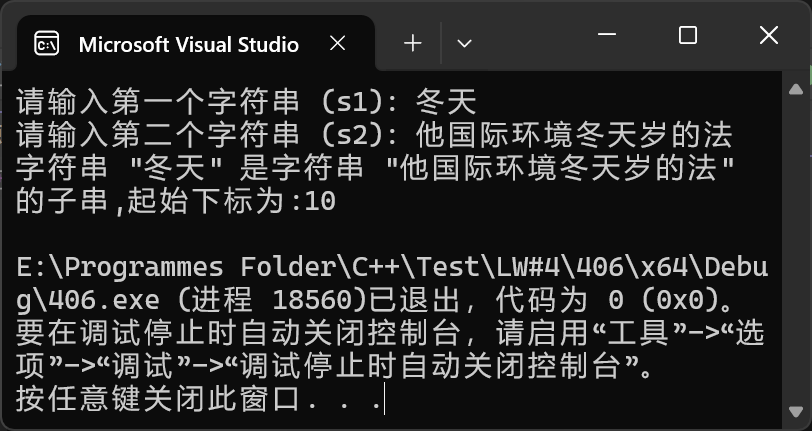 Microsoft Visual Studio
请输入第一个字符串 (s1): 冬天
请输入第二个字符串 (s2): 他国际环境冬天岁的法
字符串 "冬天" 是字符串 "他国际环境冬天岁的法"
的子串,起始下标为:10
E:\Programmes Folder\C++\Test\LW#4\406\x64\Debu
g\406.exe (进程 18560)已退出，代码为 0 (0x0)。
要在调试停止时自动关闭控制台，请启用“工具”->“选
项”->“调试”->“调试停止时自动关闭控制台”。
按任意键关闭此窗口. . .